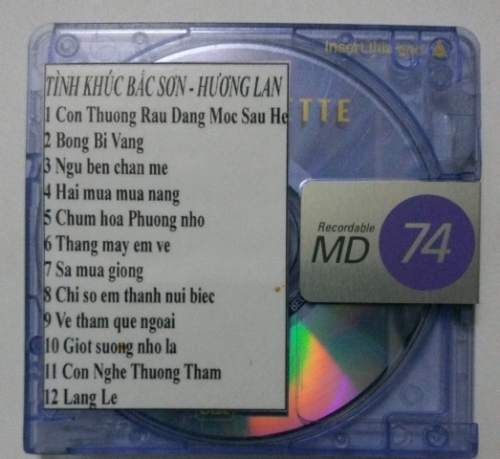 Insert this
TÌNH KHÚC BẮC SƠN - HƯƠNG LAN
1 Con Thuong Rau Dang Moc Sau He
2 Bong Bi Vang
3 Ngu ben chan me
4 Hai mua mua nang
5 Chum hoa Phuong nho
6 Thang may em ve
7 Sa mua giong
8 Chi so em thanh nui biec
9 Ve tham que ngoai
10 Giot suong nho la
11 Con Nghe Thuong Tham
12 Lang Le
TTE
Recordable
MD 74